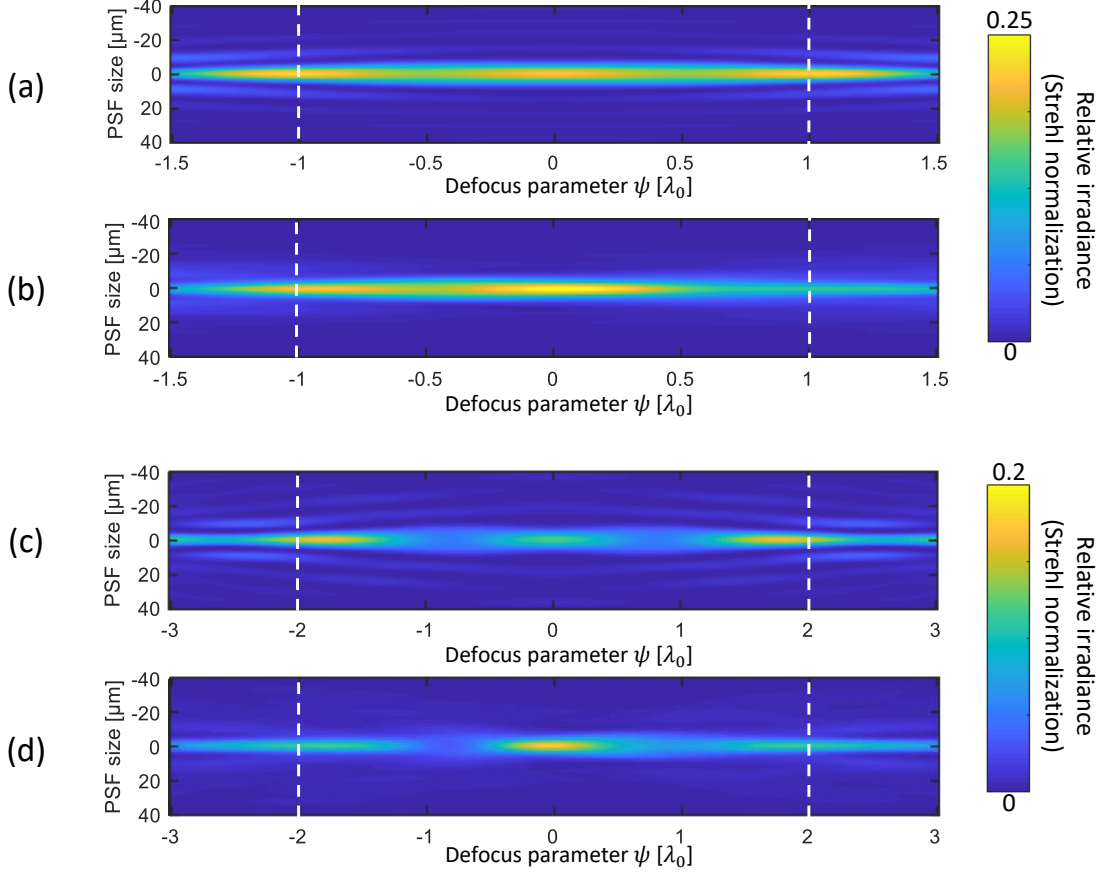 (a)
PSF size [µm]
-40
-20
0
20
40
-1.5 -1 -0.5 0 0.5 1 1.5
Defocus parameter ψ [λ₀]
(b)
PSF size [µm]
-40
-20
0
20
40
-1.5 -1 -0.5 0 0.5 1 1.5
Defocus parameter ψ [λ₀]
0.25
0
Relative irradiance
(Strehl normalization)
(c)
PSF size [µm]
-40
-20
0
20
40
-3 -2 -1 0 1 2 3
Defocus parameter ψ [λ₀]
(d)
PSF size [µm]
-40
-20
0
20
40
-3 -2 -1 0 1 2 3
Defocus parameter ψ [λ₀]
0.2
0
Relative irradiance
(Strehl normalization)